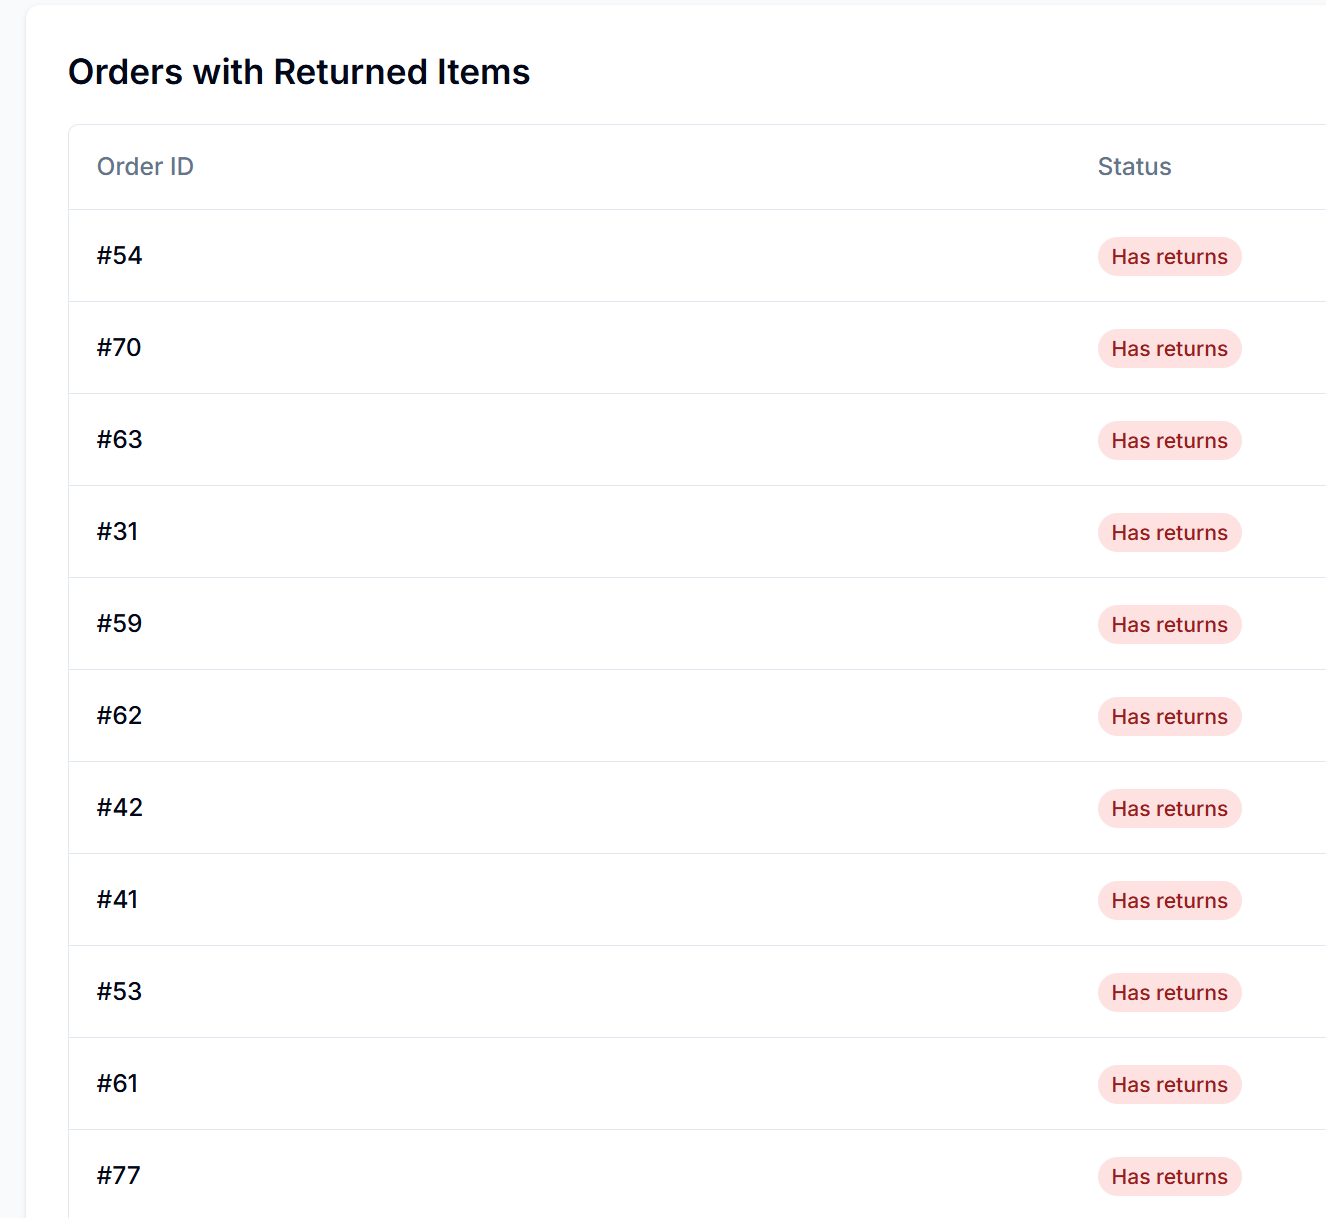 Orders with Returned Items
Order ID Status
#54 Has returns
#70 Has returns
#63 Has returns
#31 Has returns
#59 Has returns
#62 Has returns
#42 Has returns
#41 Has returns
#53 Has returns
#61 Has returns
#77 Has returns